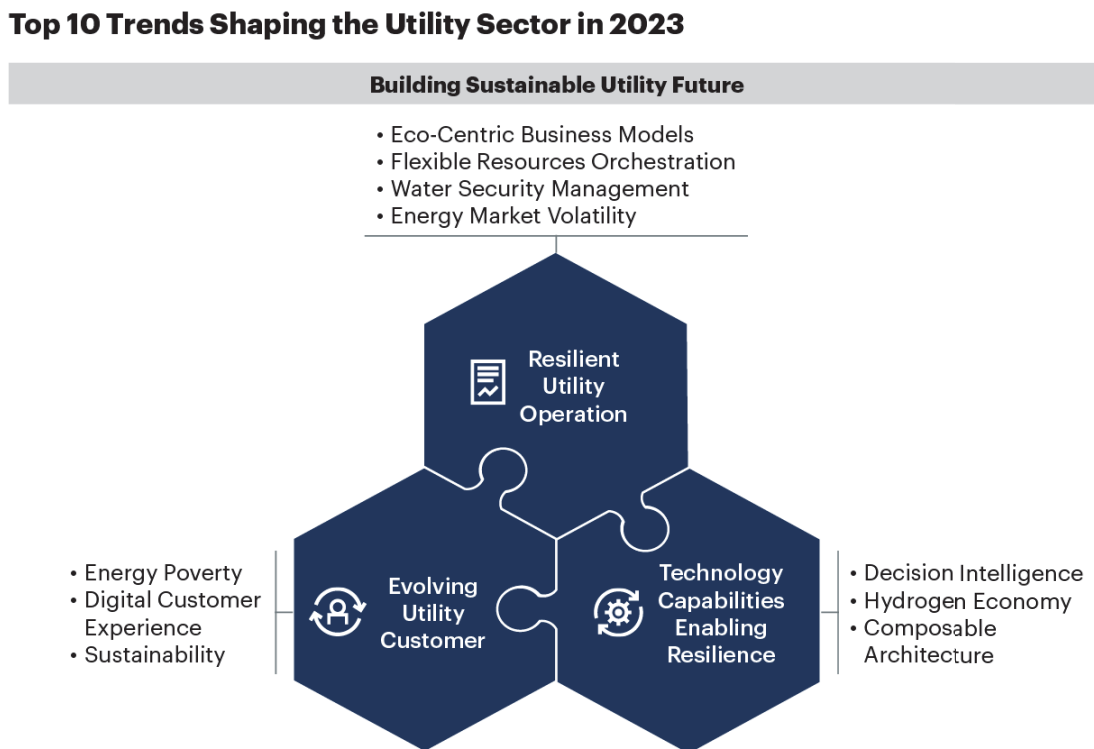 Top 10 Trends Shaping the Utility Sector in 2023
Building Sustainable Utility Future
• Eco-Centric Business Models
• Flexible Resources Orchestration
• Water Security Management
• Energy Market Volatility
Resilient
Utility
Operation
• Energy Poverty
• Digital Customer
Experience
• Sustainability
Evolving
Utility
Customer
Technology
Capabilities
Enabling
Resilience
• Decision Intelligence
• Hydrogen Economy
• Composable
Architecture